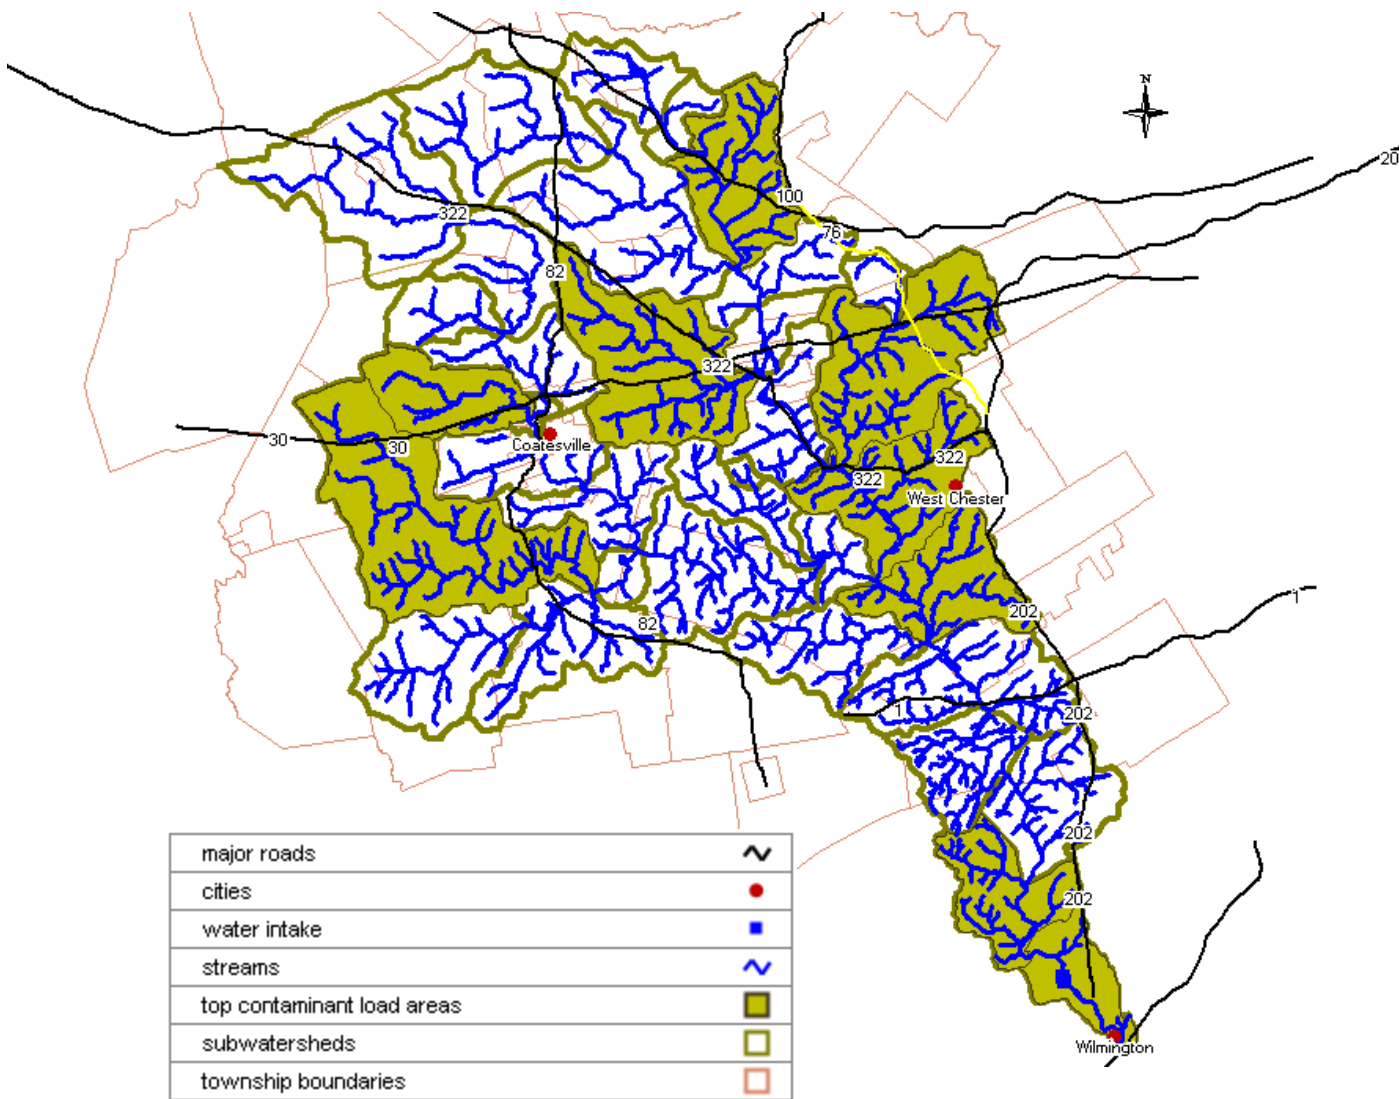 N
20
100
322
76
82
322
30
30
Coatesville
322
322
West Chester
202
1
82
1
202
202
202
Wilmington
major roads
cities
water intake
streams
top contaminant load areas
subwatersheds
township boundaries